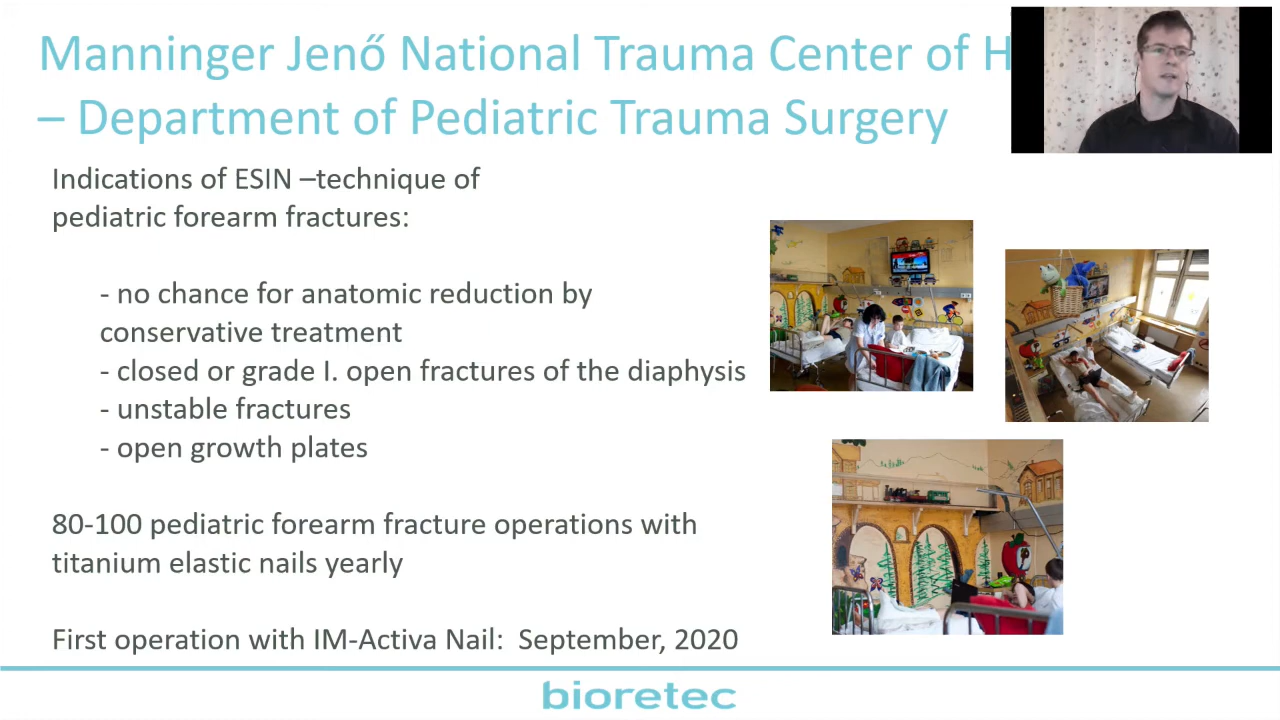 Manninger Jenő National Trauma Center of H
– Department of Pediatric Trauma Surgery
Indications of ESIN –technique of
pediatric forearm fractures:
- no chance for anatomic reduction by
conservative treatment
- closed or grade I. open fractures of the diaphysis
- unstable fractures
- open growth plates
80-100 pediatric forearm fracture operations with
titanium elastic nails yearly
First operation with IM-Activa Nail: September, 2020
bioretec